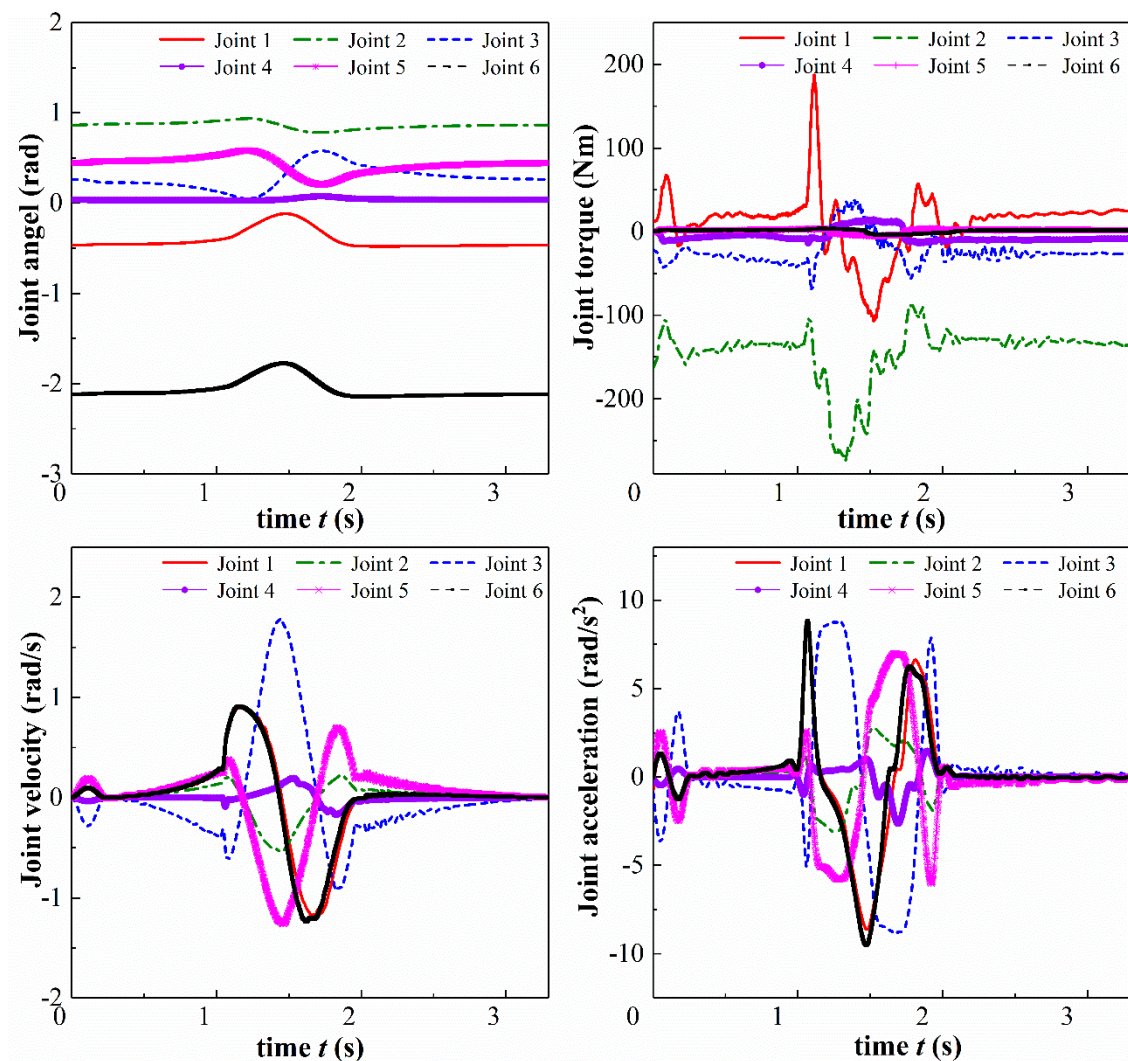 2
Joint 1 Joint 2 Joint 3
Joint 4 Joint 5 Joint 6
1
0
-1
-2
-3
Joint angel (rad)
0 1 2 3
time t (s)
200
Joint 1 Joint 2 Joint 3
Joint 4 Joint 5 Joint 6
100
0
-100
-200
Joint torque (Nm)
0 1 2 3
time t (s)
2
Joint 1 Joint 2 Joint 3
Joint 4 Joint 5 Joint 6
1
0
-1
-2
Joint velocity (rad/s)
0 1 2 3
time t (s)
10
Joint 1 Joint 2 Joint 3
Joint 4 Joint 5 Joint 6
5
0
-5
-10
Joint acceleration (rad/s²)
0 1 2 3
time t (s)